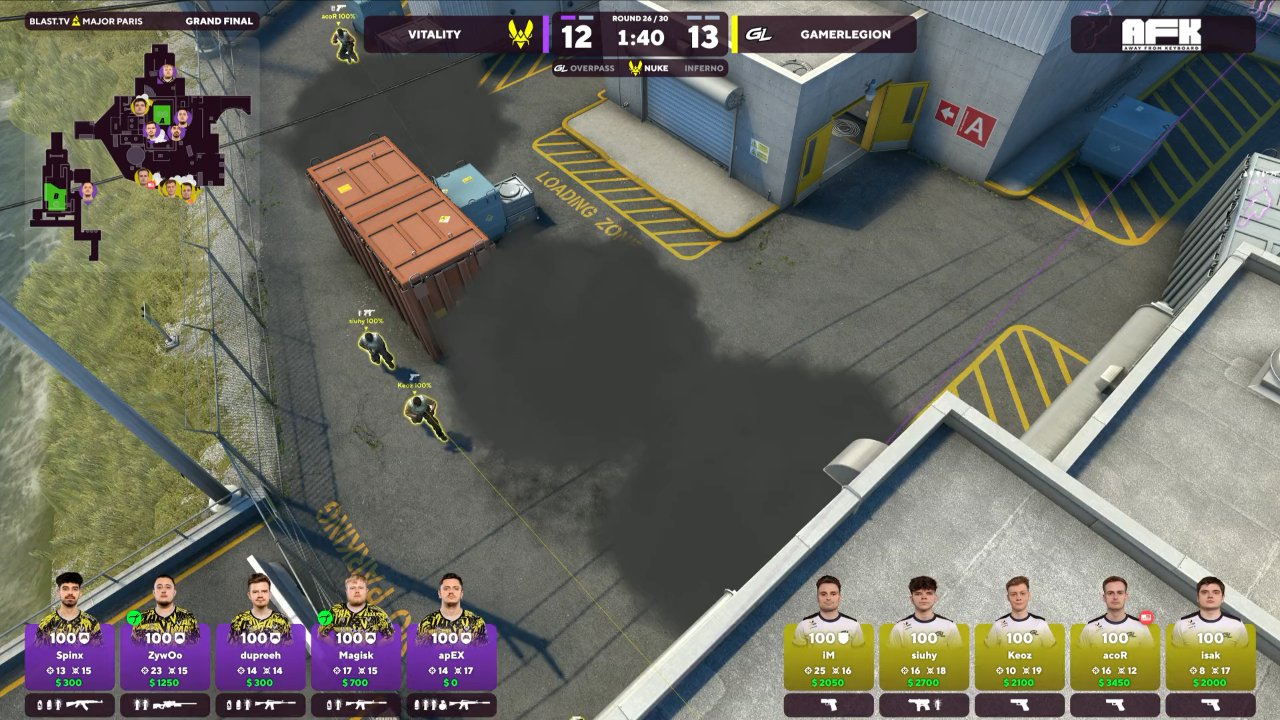 BLAST.TV MAJOR PARIS
GRAND FINAL
VITALITY
12
ROUND 26 / 30
1:40
13
GL
GAMERLEGION
AFK
AWAY FROM KEYBOARD
GL OVERPASS
NUKE
INFERNO
acoR 100%
A
LOADING ZONE
A
siuhy 100%
Keoz 100%
PARKING
100
Spinx
13 15
$300
100
ZywOo
23 15
$1250
100
dupreeh
14 14
$300
100
Magisk
17 15
$700
100
apEX
14 17
$0
100
iM
25 16
$2050
100
siuhy
16 18
$2700
100
Keoz
10 19
$2100
100
acoR
16 12
$3450
100
isak
8 17
$2000